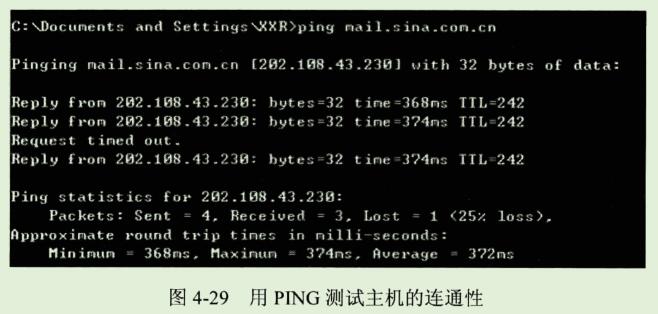 C:\Documents and Settings\XXR>ping mail.sina.com.cn
Pinging mail.sina.com.cn [202.108.43.230] with 32 bytes of data:
Reply from 202.108.43.230: bytes=32 time=368ms TTL=242
Reply from 202.108.43.230: bytes=32 time=374ms TTL=242
Request timed out.
Reply from 202.108.43.230: bytes=32 time=374ms TTL=242
Ping statistics for 202.108.43.230:
Packets: Sent = 4, Received = 3, Lost = 1 (25% loss),
Approximate round trip times in milli-seconds:
Minimum = 368ms, Maximum = 374ms, Average = 372ms
图 4-29 用 PING 测试主机的连通性